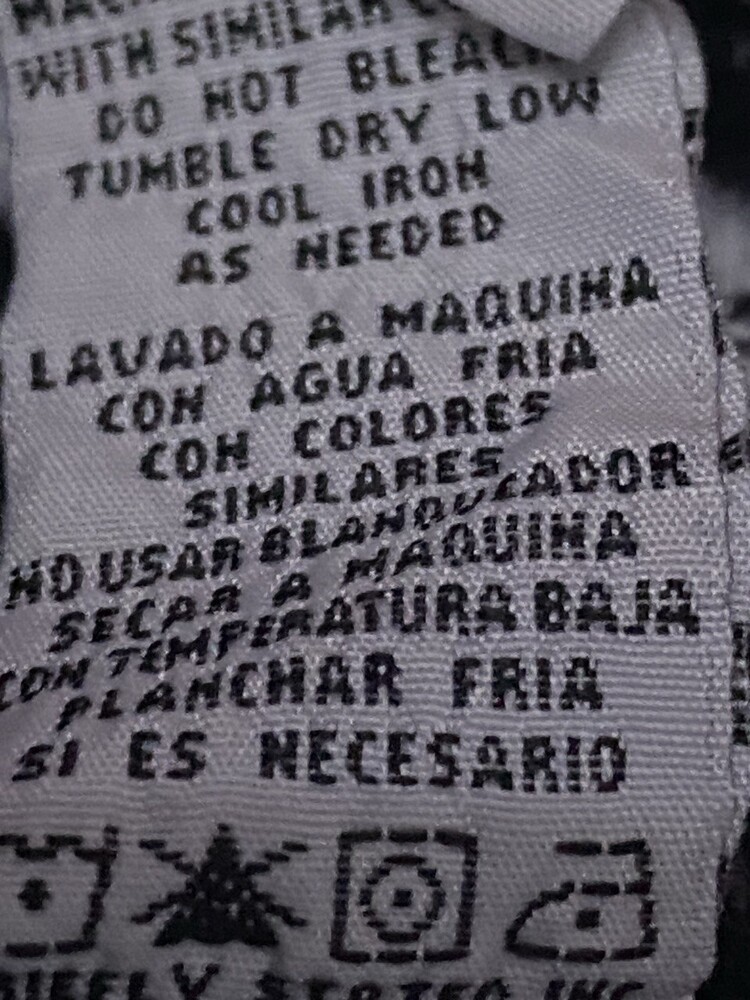 WITH SIMILAR
DO NOT BLEACH
TUMBLE DRY LOW
COOL IRON
AS NEEDED
LAVADO A MAQUINA
CON AGUA FRIA
CON COLORES
SIMILARES
NO USAR BLANQUEADOR
SECAR A MAQUINA
CON TEMPERATURA BAJA
PLANCHAR FRIA
SI ES NECESARIO